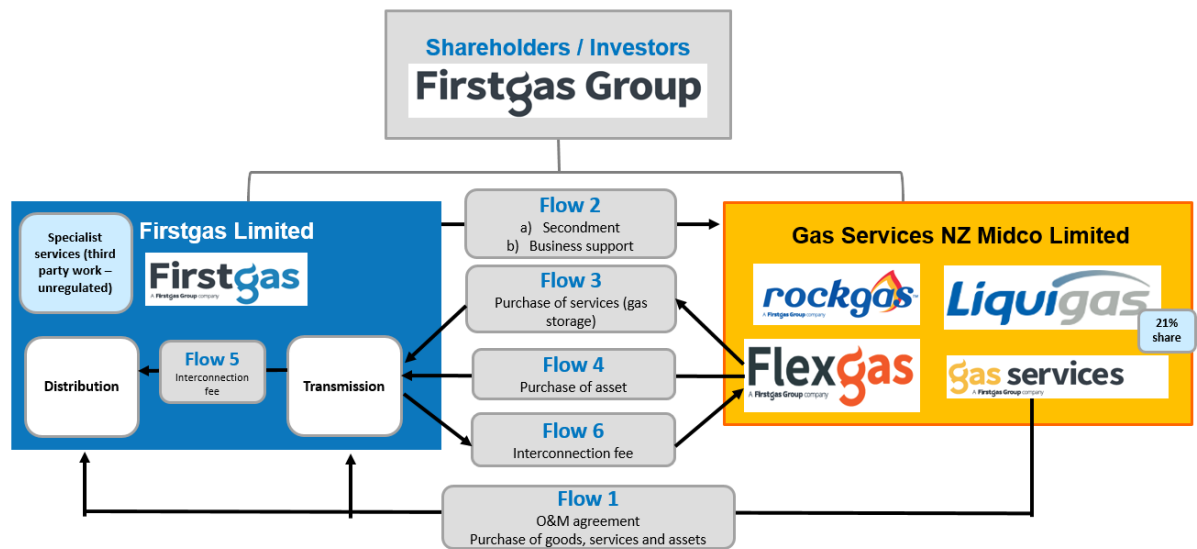 Shareholders / Investors
Firstgas Group
Firstgas Limited
Specialist
services (third
party work –
unregulated)
Firstgas
A Firstgas Group company
Distribution
Flow 5
Interconnection
fee
Transmission
Flow 2
a) Secondment
b) Business support
Flow 3
Purchase of services (gas
storage)
Flow 4
Purchase of asset
Flow 6
Interconnection fee
Flow 1
O&M agreement
Purchase of goods, services and assets
Gas Services NZ Midco Limited
rockgas™
A Firstgas Group company
Liquigas
21%
share
Flexgas
A Firstgas Group company
gas services
A Firstgas Group company